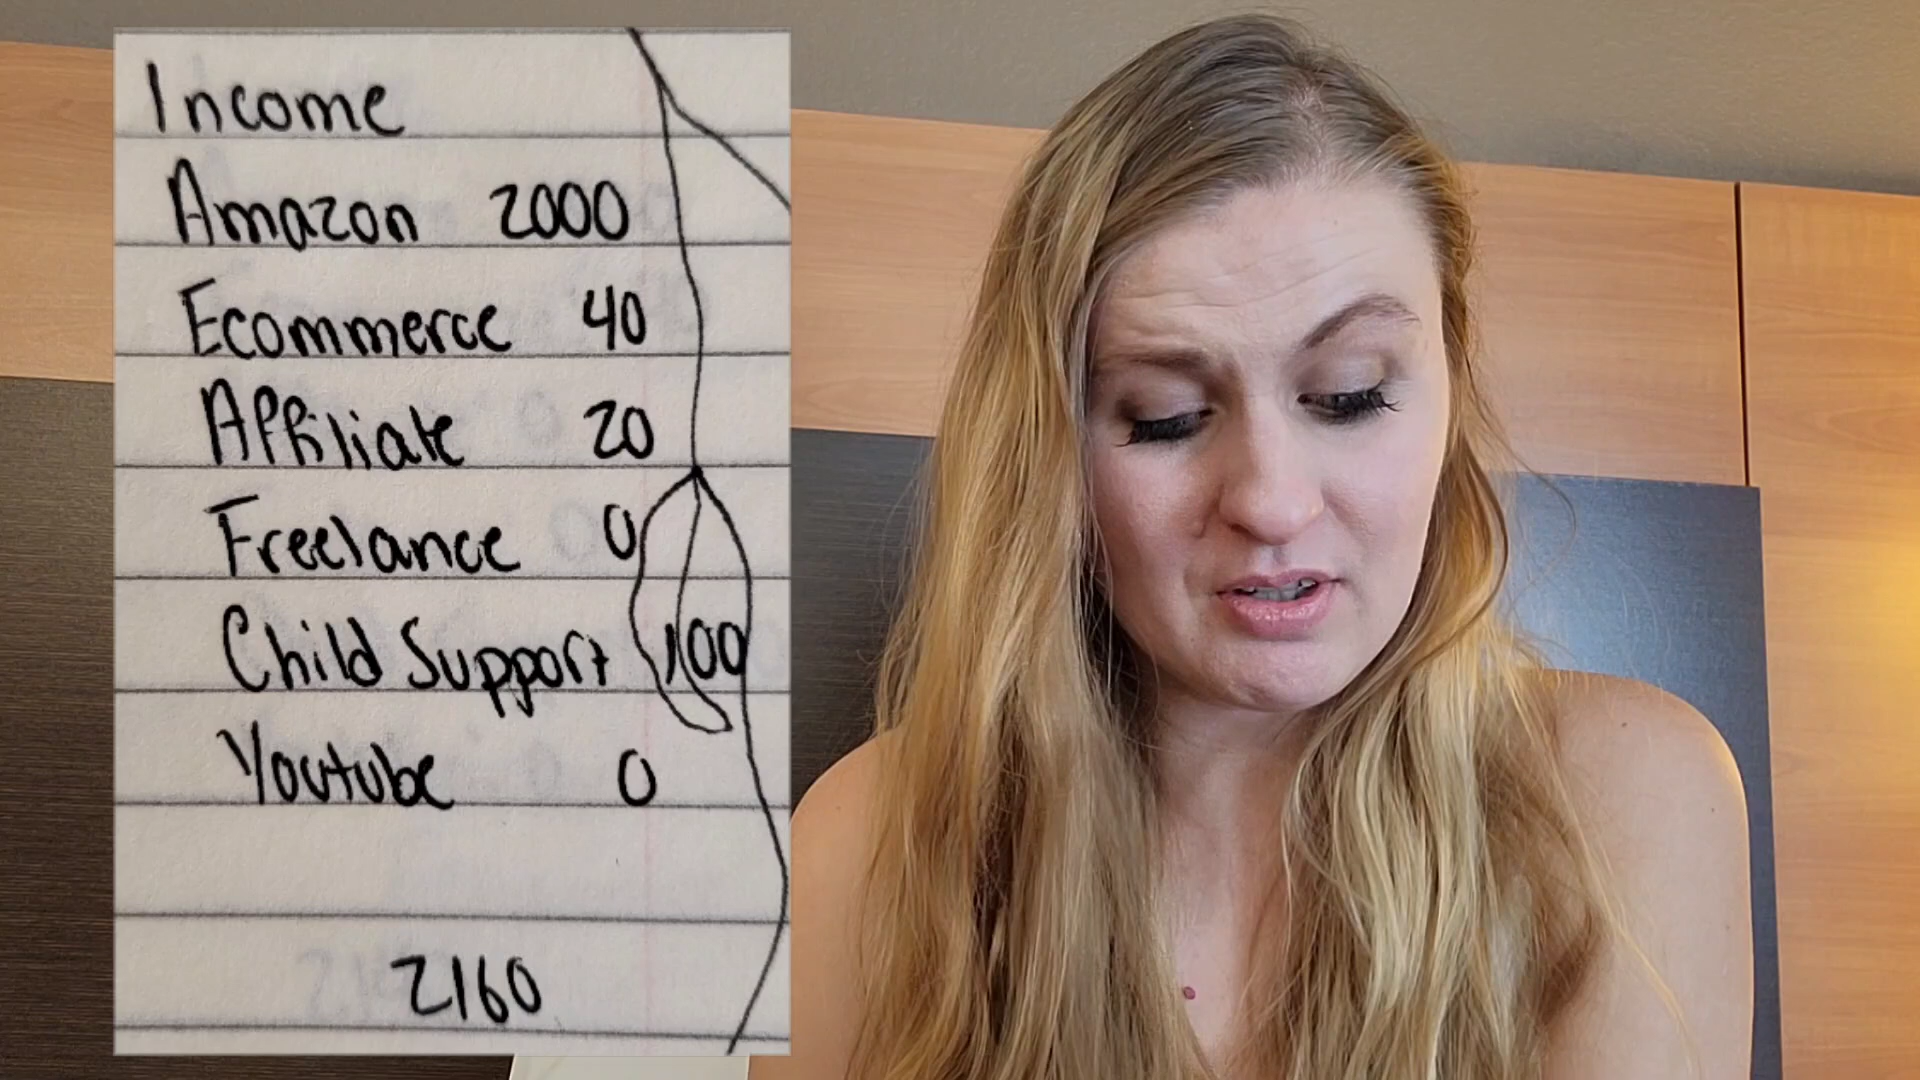 Income
Amazon 2000
Ecommerce 40
Affiliate 20
Freelance 0
Child Support 100
Youtube 0
2160